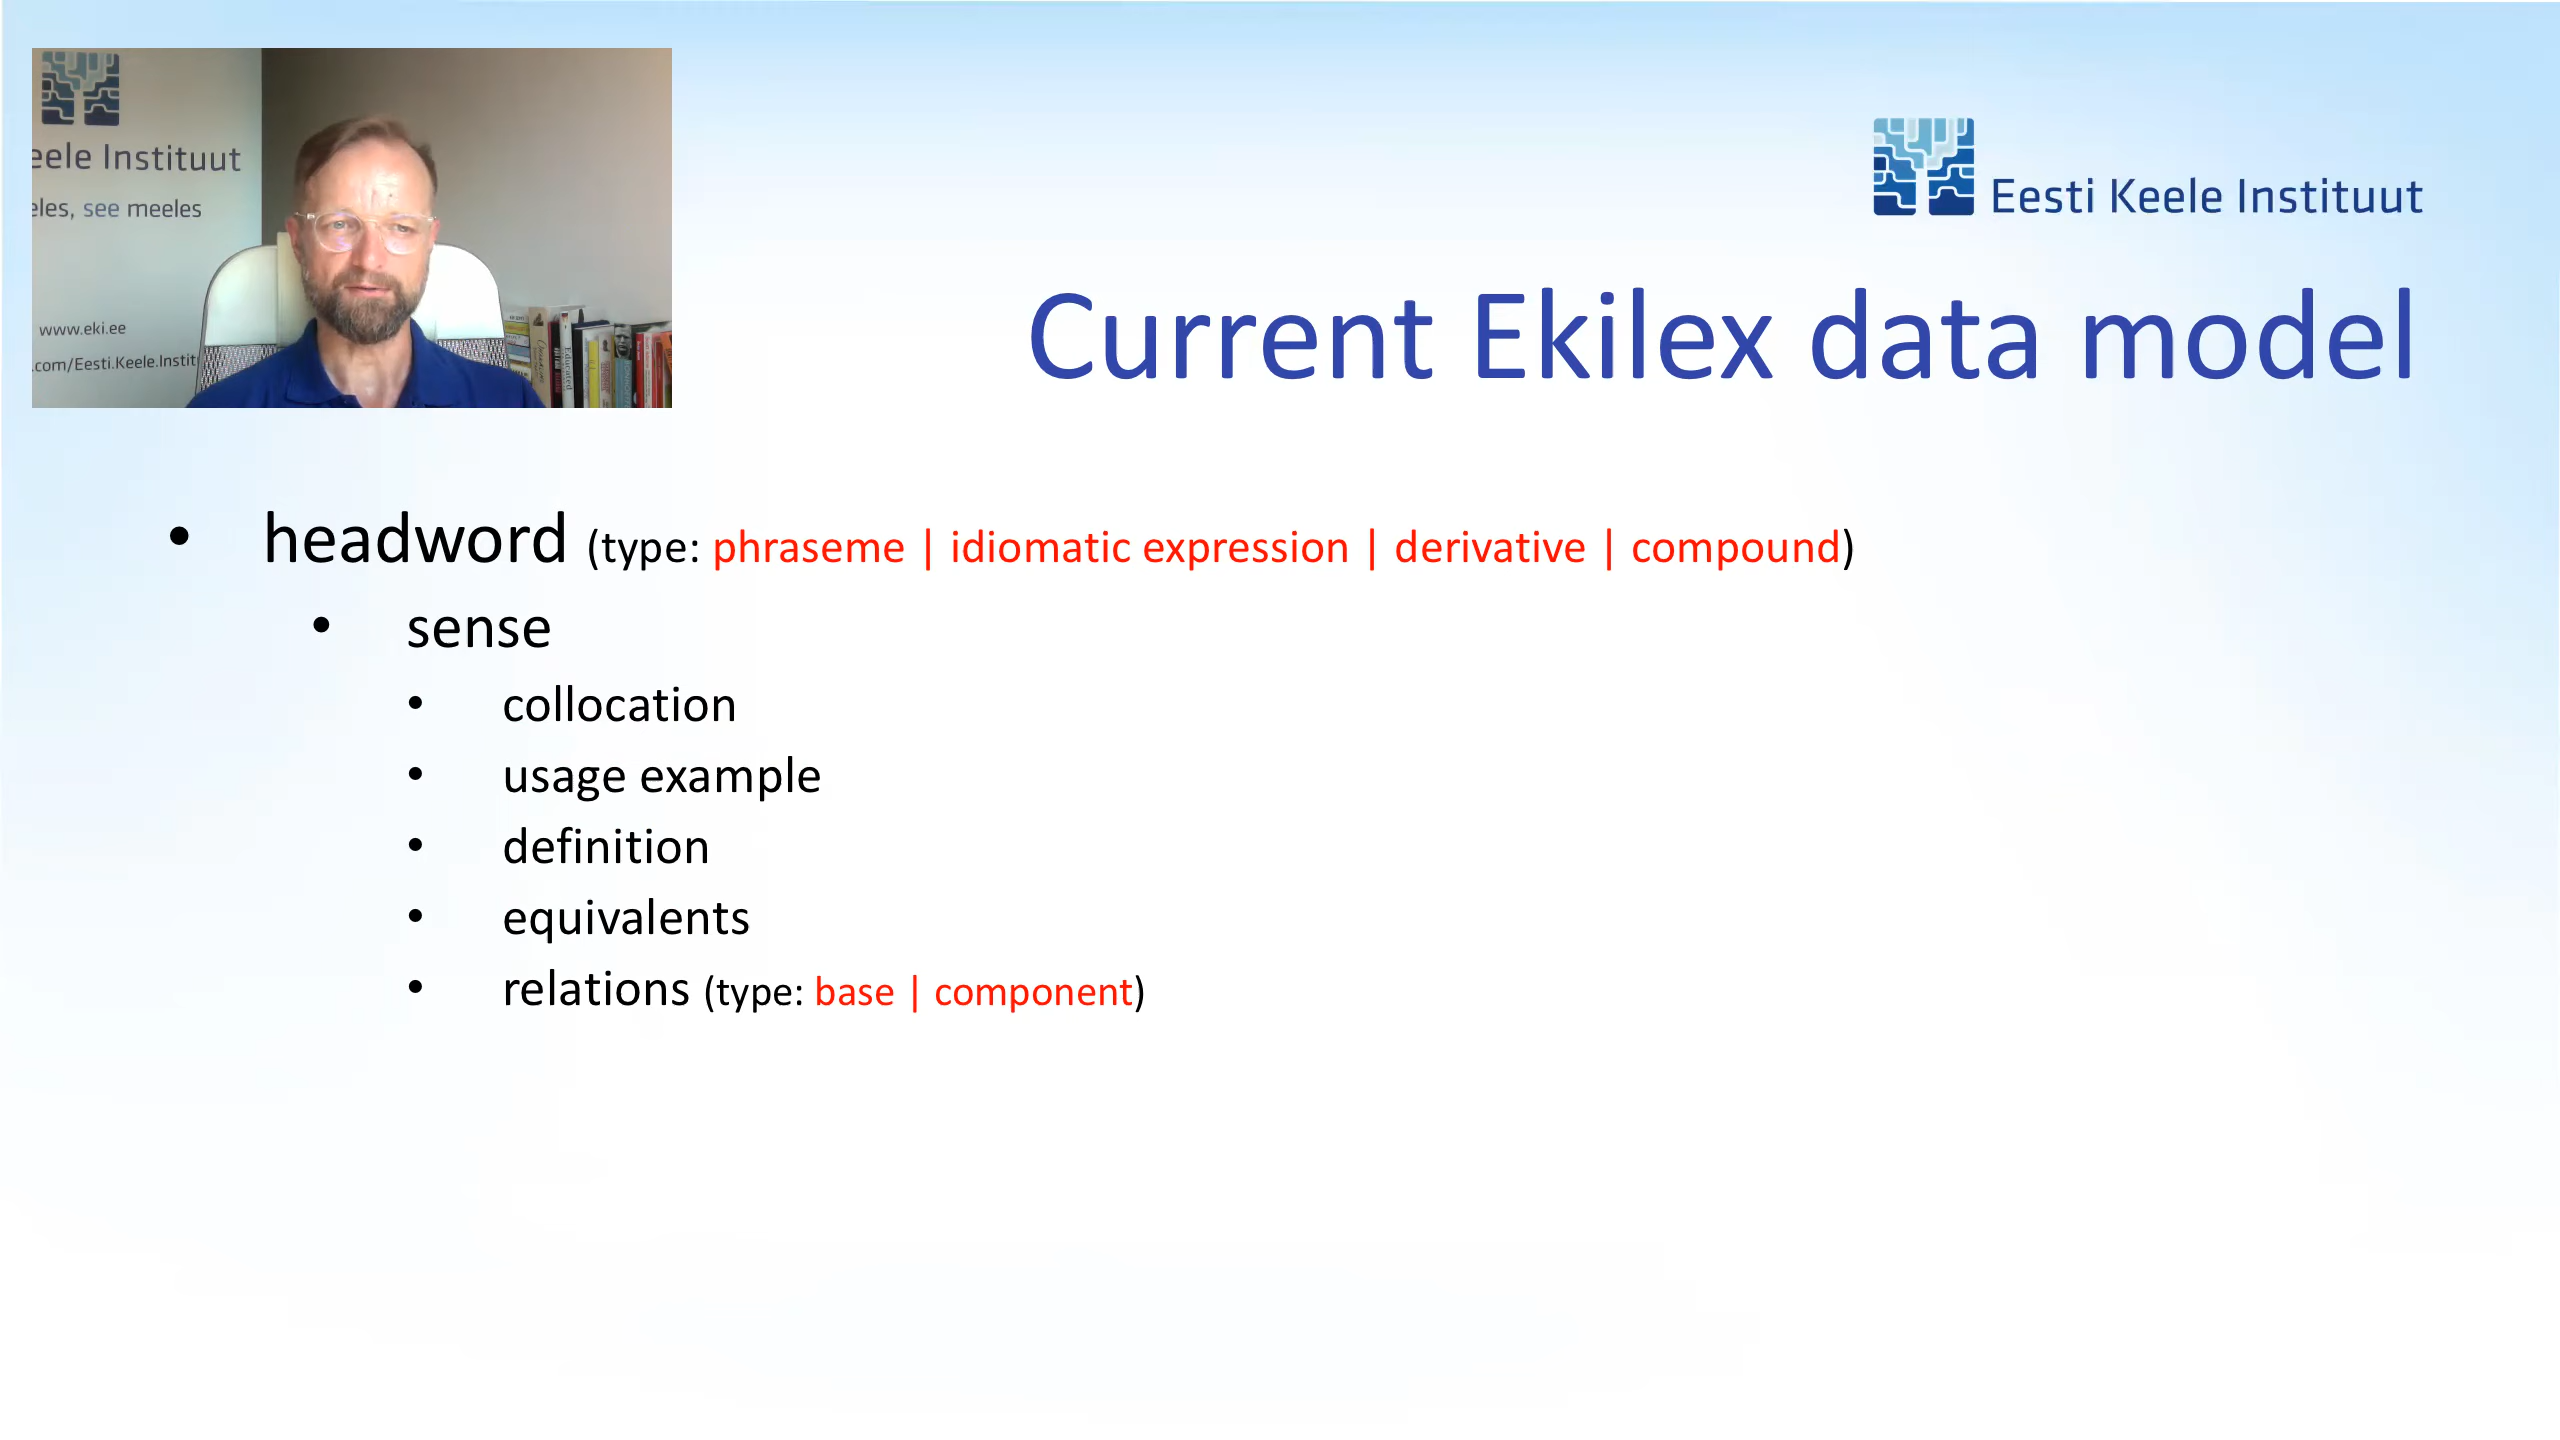 eele Instituut
eles, see meeles
www.eki.ee
.com/Eesti.Keele.Instit
Eesti Keele Instituut
Current Ekilex data model
• headword (type: phraseme | idiomatic expression | derivative | compound)
• sense
• collocation
• usage example
• definition
• equivalents
• relations (type: base | component)